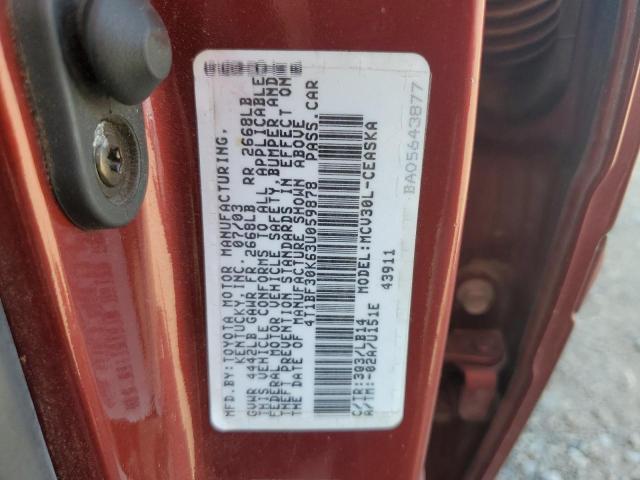 MFD.BY:TOYOTA MOTOR MANUFACTURING,
KENTUCKY, INC. 07/03
GVWR 4442LB GAWR FR 2668LB RR 2668LB
THIS VEHICLE CONFORMS TO ALL APPLICABLE
FEDERAL MOTOR VEHICLE SAFETY, BUMPER, AND
THEFT PREVENTION STANDARDS IN EFFECT ON
THE DATE OF MANUFACTURE SHOWN ABOVE.
4T1BF30K63U059878 PASS.CAR
C/TR:3Q3/LB14 MODEL:MCV30L-CEASKA
A/TM:-02A/U151E 43911
BA05643877